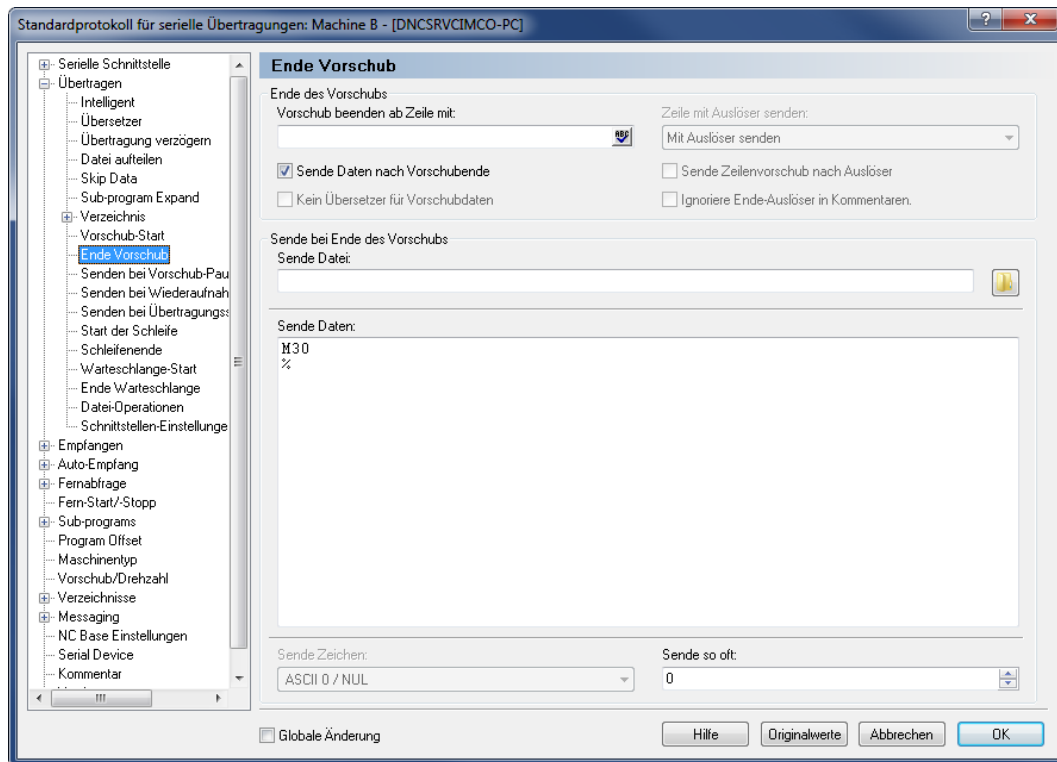 Standardprotokoll für serielle Übertragungen: Machine B - [DNCSRVCIMCO-PC]
Serielle Schnittstelle
Übertragen
Intelligent
Übersetzer
Übertragung verzögern
Datei aufteilen
Skip Data
Sub-program Expand
Verzeichnis
Vorschub-Start
Ende Vorschub
Senden bei Vorschub-Pau
Senden bei Wiederaufnah
Senden bei Übertragungss
Start der Schleife
Schleifenende
Warteschlange-Start
Ende Warteschlange
Datei-Operationen
Schnittstellen-Einstellunge
Empfangen
Auto-Empfang
Fernabfrage
Fern-Start/-Stopp
Sub-programs
Program Offset
Maschinentyp
Vorschub/Drehzahl
Verzeichnisse
Messaging
NC Base Einstellungen
Serial Device
Kommentar
Ende Vorschub
Ende des Vorschubs
Vorschub beenden ab Zeile mit:
ABC
Zeile mit Auslöser senden:
Mit Auslöser senden
Sende Daten nach Vorschubende
Sende Zeilenvorschub nach Auslöser
Kein Übersetzer für Vorschubdaten
Ignoriere Ende-Auslöser in Kommentaren.
Sende bei Ende des Vorschubs
Sende Datei:
Sende Daten:
M30
%
Sende Zeichen:
ASCII 0 / NUL
Sende so oft:
0
Globale Änderung
Hilfe
Originalwerte
Abbrechen
OK